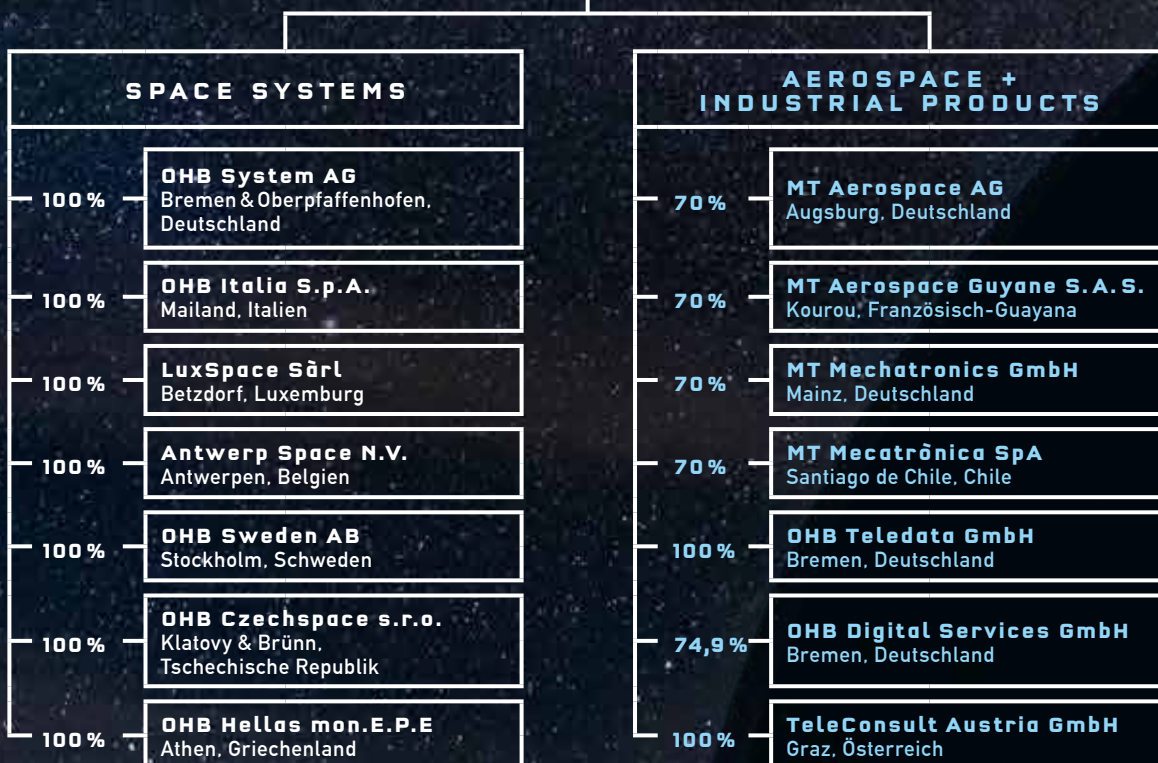 SPACE SYSTEMS
100 %
OHB System AG
Bremen & Oberpfaffenhofen,
Deutschland
100 %
OHB Italia S.p.A.
Mailand, Italien
100 %
LuxSpace Sàrl
Betzdorf, Luxemburg
100 %
Antwerp Space N.V.
Antwerpen, Belgien
100 %
OHB Sweden AB
Stockholm, Schweden
100 %
OHB Czechspace s.r.o.
Klatovy & Brünn,
Tschechische Republik
100 %
OHB Hellas mon.E.P.E
Athen, Griechenland
AEROSPACE +
INDUSTRIAL PRODUCTS
70 %
MT Aerospace AG
Augsburg, Deutschland
70 %
MT Aerospace Guyane S.A.S.
Kourou, Französisch-Guayana
70 %
MT Mechatronics GmbH
Mainz, Deutschland
70 %
MT Mecatrònica SpA
Santiago de Chile, Chile
100 %
OHB Teledata GmbH
Bremen, Deutschland
74,9 %
OHB Digital Services GmbH
Bremen, Deutschland
100 %
TeleConsult Austria GmbH
Graz, Österreich